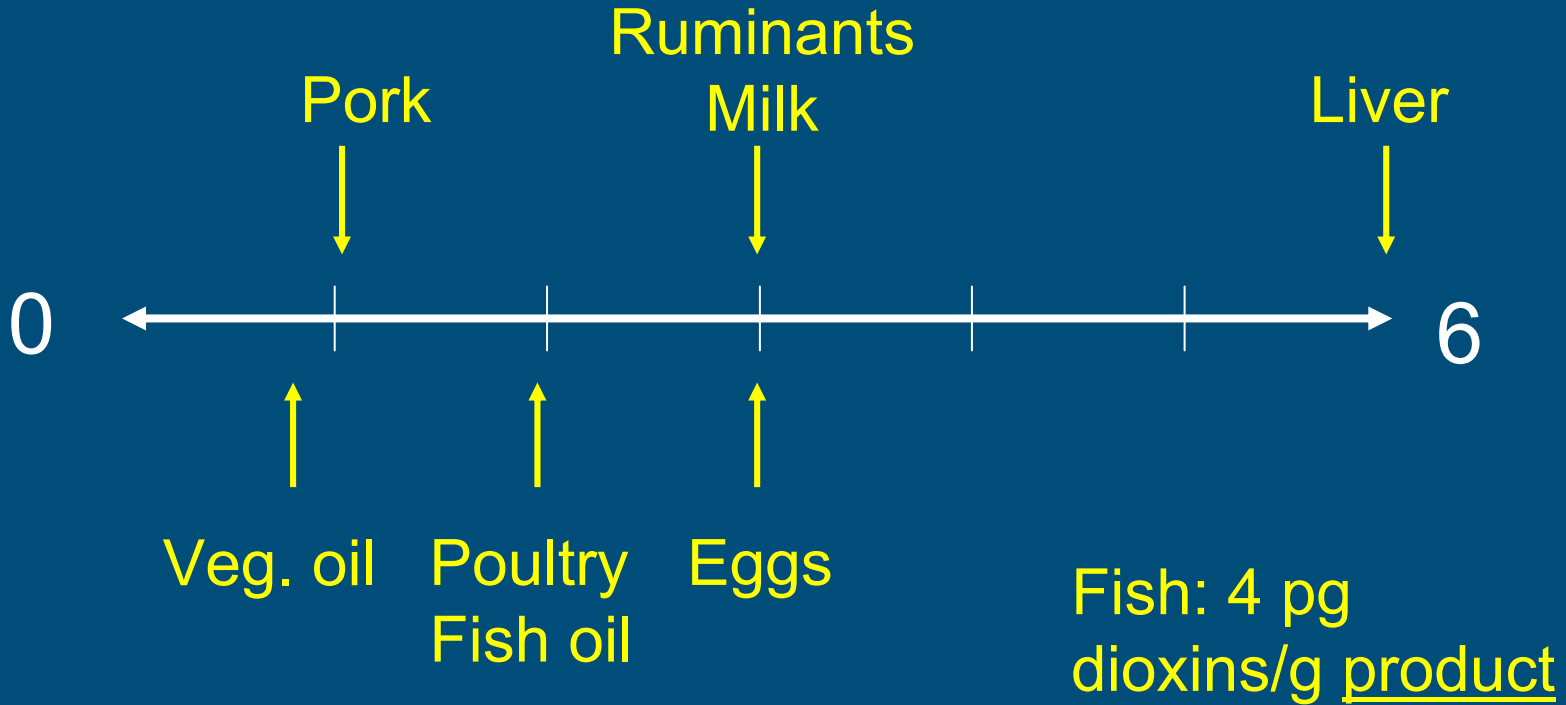 Ruminants
Pork
Milk
Liver
0
6
Veg. oil
Poultry
Eggs
Fish oil
Fish: 4 pg
dioxins/g product